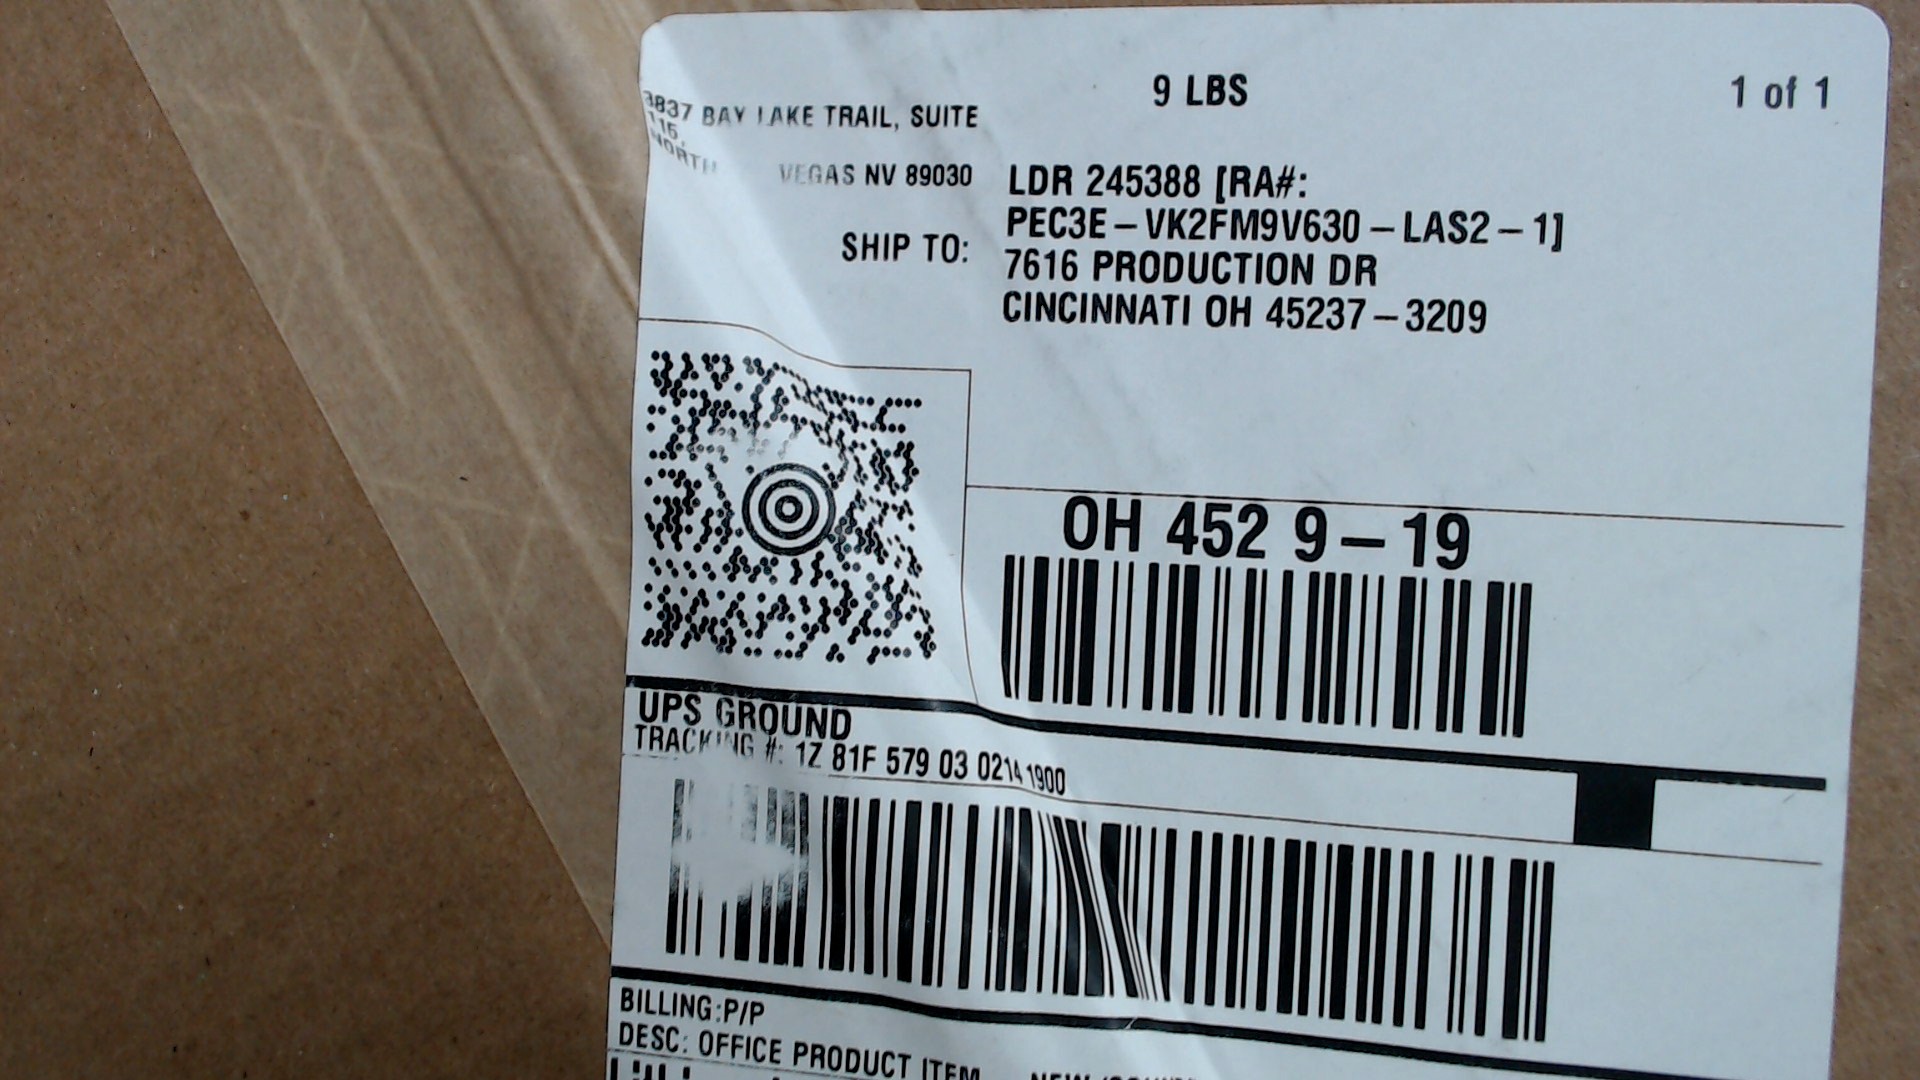 9 LBS
1 of 1
3837 BAY LAKE TRAIL, SUITE
115,
NORTH VEGAS NV 89030
SHIP TO:
LDR 245388 [RA#:
PEC3E-VK2FM9V630-LAS2-1]
7616 PRODUCTION DR
CINCINNATI OH 45237-3209
OH 452 9-19
UPS GROUND
TRACKING #: 1Z 81F 579 03 0214 1900
BILLING:P/P
DESC: OFFICE PRODUCT ITEM